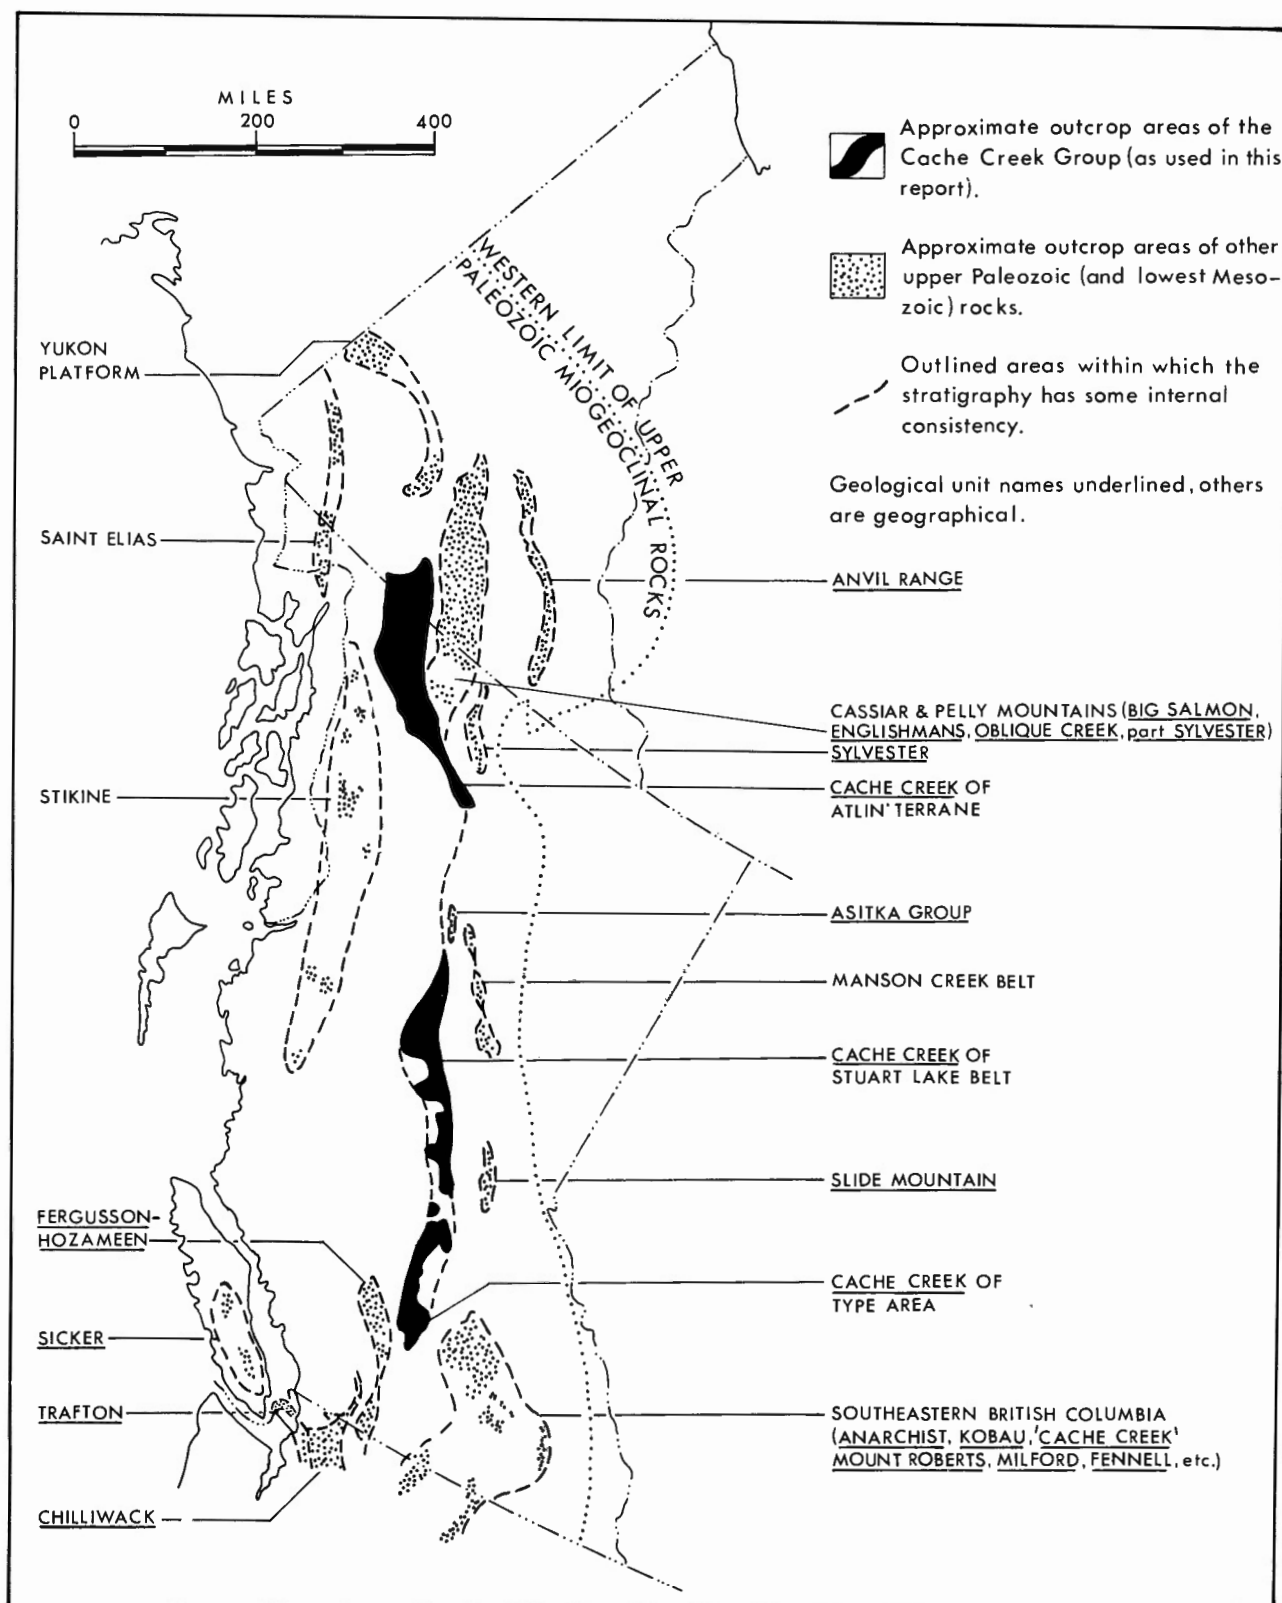 MILES
0 200 400
Approximate outcrop areas of the
Cache Creek Group (as used in this
report).
Approximate outcrop areas of other
upper Paleozoic (and lowest Meso-
zoic) rocks.
Outlined areas within which the
stratigraphy has some internal
consistency.
Geological unit names underlined, others
are geographical.
WESTERN LIMIT OF UPPER
PALEOZOIC MIOGEOCLINAL ROCKS
YUKON
PLATFORM
SAINT ELIAS
STIKINE
FERGUSSON-
HOZAMEEN
SICKER
TRAFTON
CHILLIWACK
ANVIL RANGE
CASSIAR & PELLY MOUNTAINS (BIG SALMON,
ENGLISHMANS, OBLIQUE CREEK, part SYLVESTER)
SYLVESTER
CACHE CREEK OF
ATLIN TERRANE
ASITKA GROUP
MANSON CREEK BELT
CACHE CREEK OF
STUART LAKE BELT
SLIDE MOUNTAIN
CACHE CREEK OF
TYPE AREA
SOUTHEASTERN BRITISH COLUMBIA
(ANARCHIST, KOBAU, 'CACHE CREEK'
MOUNT ROBERTS, MILFORD, FENNELL, etc.)